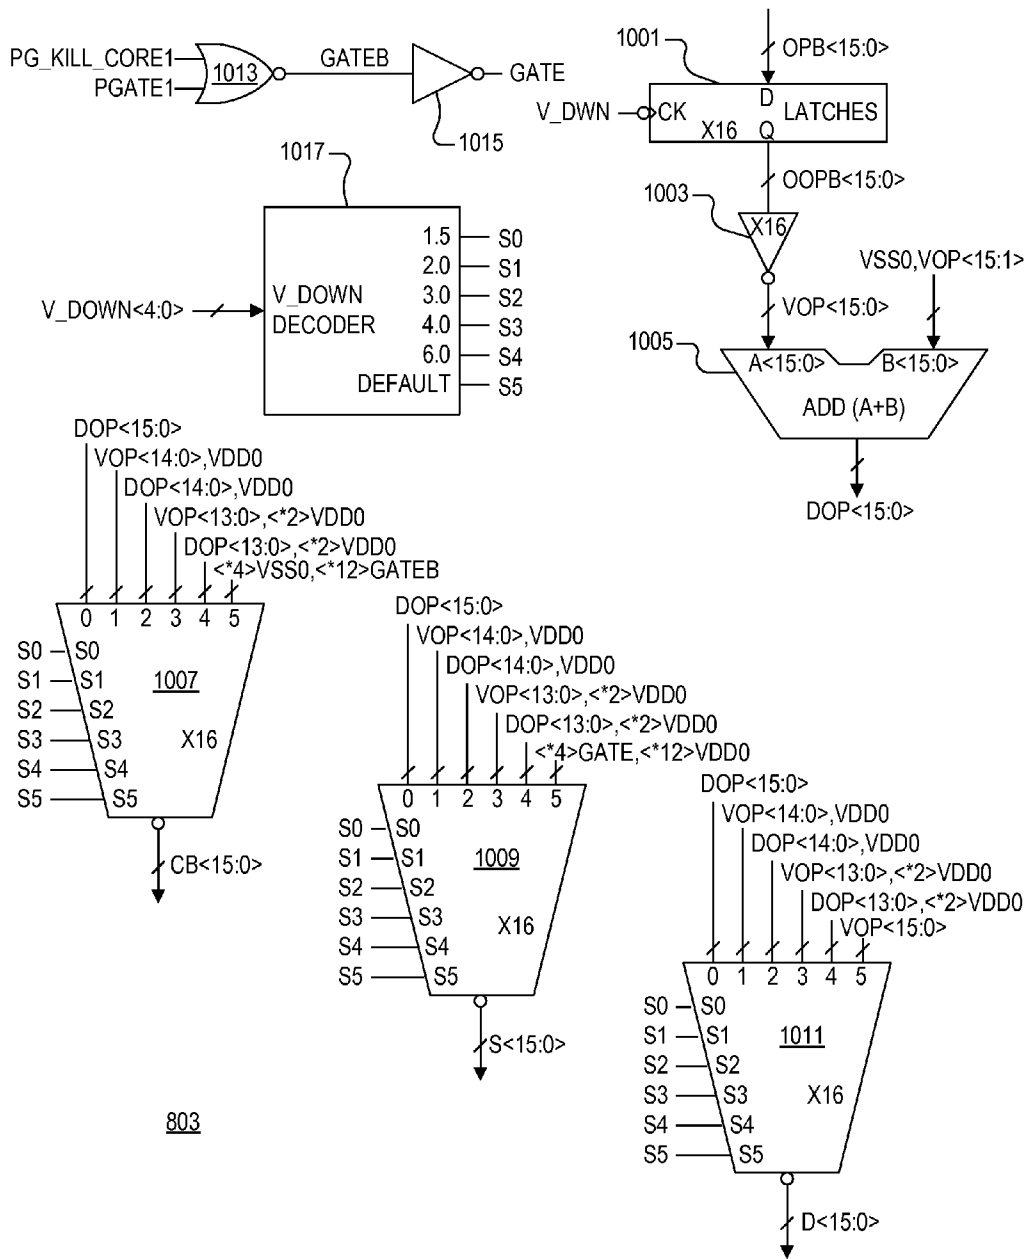 PG_KILL_CORE1
PGATE1
1013
GATEB
GATE
1015
1001
OPB<15:0>
V_DWN
CK
D
LATCHES
X16
Q
OOPB<15:0>
1003
X16
VOP<15:0>
VSS0,VOP<15:1>
1005
A<15:0>
B<15:0>
ADD (A+B)
DOP<15:0>
1017
V_DOWN<4:0>
V_DOWN
DECODER
1.5 S0
2.0 S1
3.0 S2
4.0 S3
6.0 S4
DEFAULT S5
DOP<15:0>
VOP<14:0>,VDD0
DOP<14:0>,VDD0
VOP<13:0>,<*2>VDD0
DOP<13:0>,<*2>VDD0
<*4>VSS0,<*12>GATEB
0 1 2 3 4 5
S0 S0
S1 S1
S2 S2
S3 S3
S4 S4
S5 S5
1007
X16
CB<15:0>
DOP<15:0>
VOP<14:0>,VDD0
DOP<14:0>,VDD0
VOP<13:0>,<*2>VDD0
DOP<13:0>,<*2>VDD0
<*4>GATE,<*12>VDD0
0 1 2 3 4 5
S0 S0
S1 S1
S2 S2
S3 S3
S4 S4
S5 S5
1009
X16
S<15:0>
DOP<15:0>
VOP<14:0>,VDD0
DOP<14:0>,VDD0
VOP<13:0>,<*2>VDD0
DOP<13:0>,<*2>VDD0
VOP<15:0>
0 1 2 3 4 5
S0 S0
S1 S1
S2 S2
S3 S3
S4 S4
S5 S5
1011
X16
D<15:0>
803